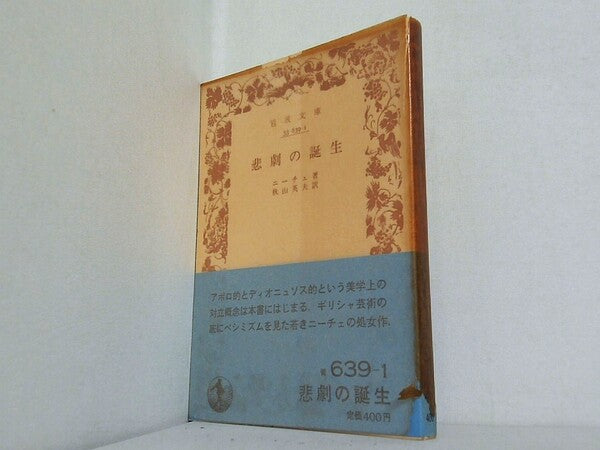 岩波文庫
33-639-1
悲劇の誕生
ニーチェ著
秋山英夫訳
アポロ的とディオニュソス的という美学上の
対立概念は本書にはじまる。ギリシャ芸術の
底にペシミズムを見た若きニーチェの処女作.
青 639-1
悲劇の誕生
定価400円